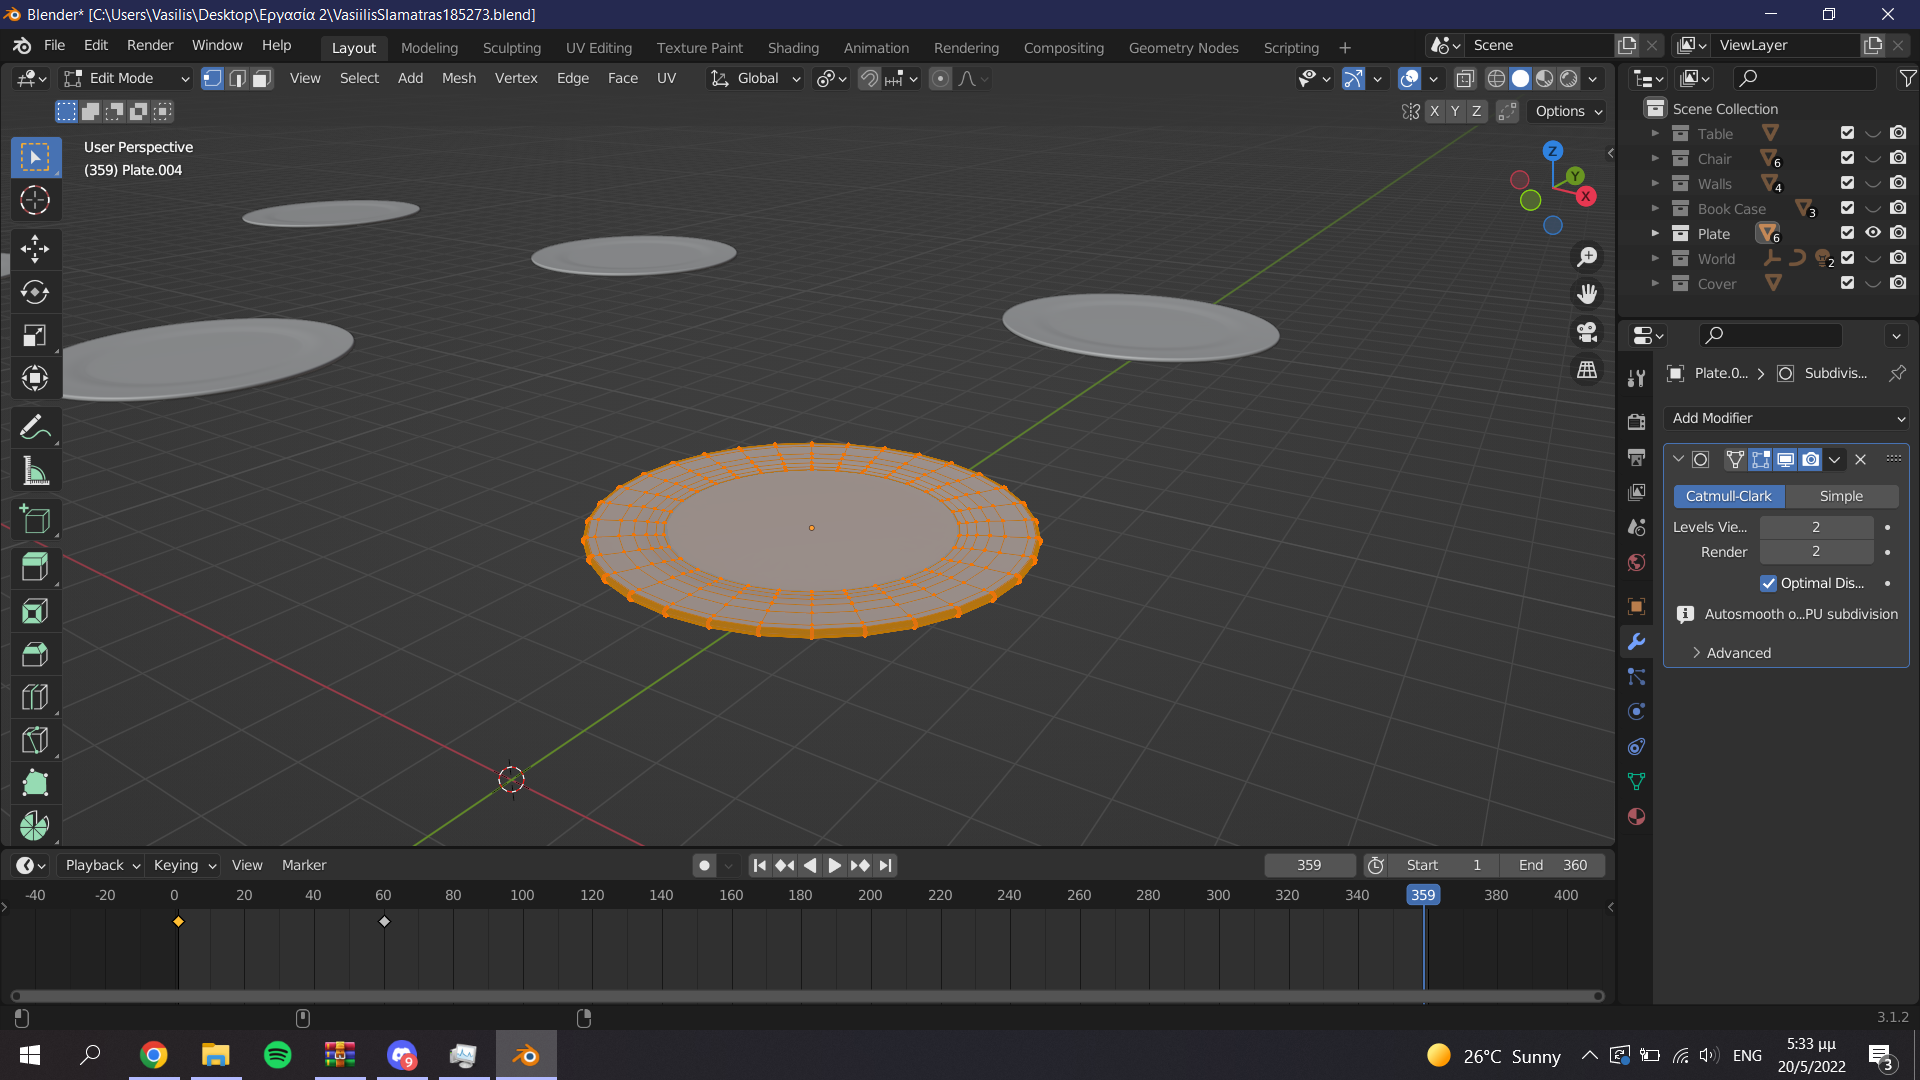 Blender* [C:\Users\Vasilis\Desktop\Εργασία 2\VasiilisSlamatras185273.blend]
File Edit Render Window Help Layout Modeling Sculpting UV Editing Texture Paint Shading Animation Rendering Compositing Geometry Nodes Scripting + Scene ViewLayer
Edit Mode View Select Add Mesh Vertex Edge Face UV Global
X Y Z Options
User Perspective
(359) Plate.004
Z
Y
X
Scene Collection
Table
Chair 6
Walls 4
Book Case 3
Plate 6
World 2
Cover
Plate.0... > Subdivis...
Add Modifier
Catmull-Clark Simple
Levels Vie... 2
Render 2
Optimal Dis...
Autosmooth o...PU subdivision
Advanced
Playback Keying View Marker 359 Start 1 End 360
-40 -20 0 20 40 60 80 100 120 140 160 180 200 220 240 260 280 300 320 340 359 380 400
3.1.2
9 26°C Sunny ENG 5:33 μμ
20/5/2022 3